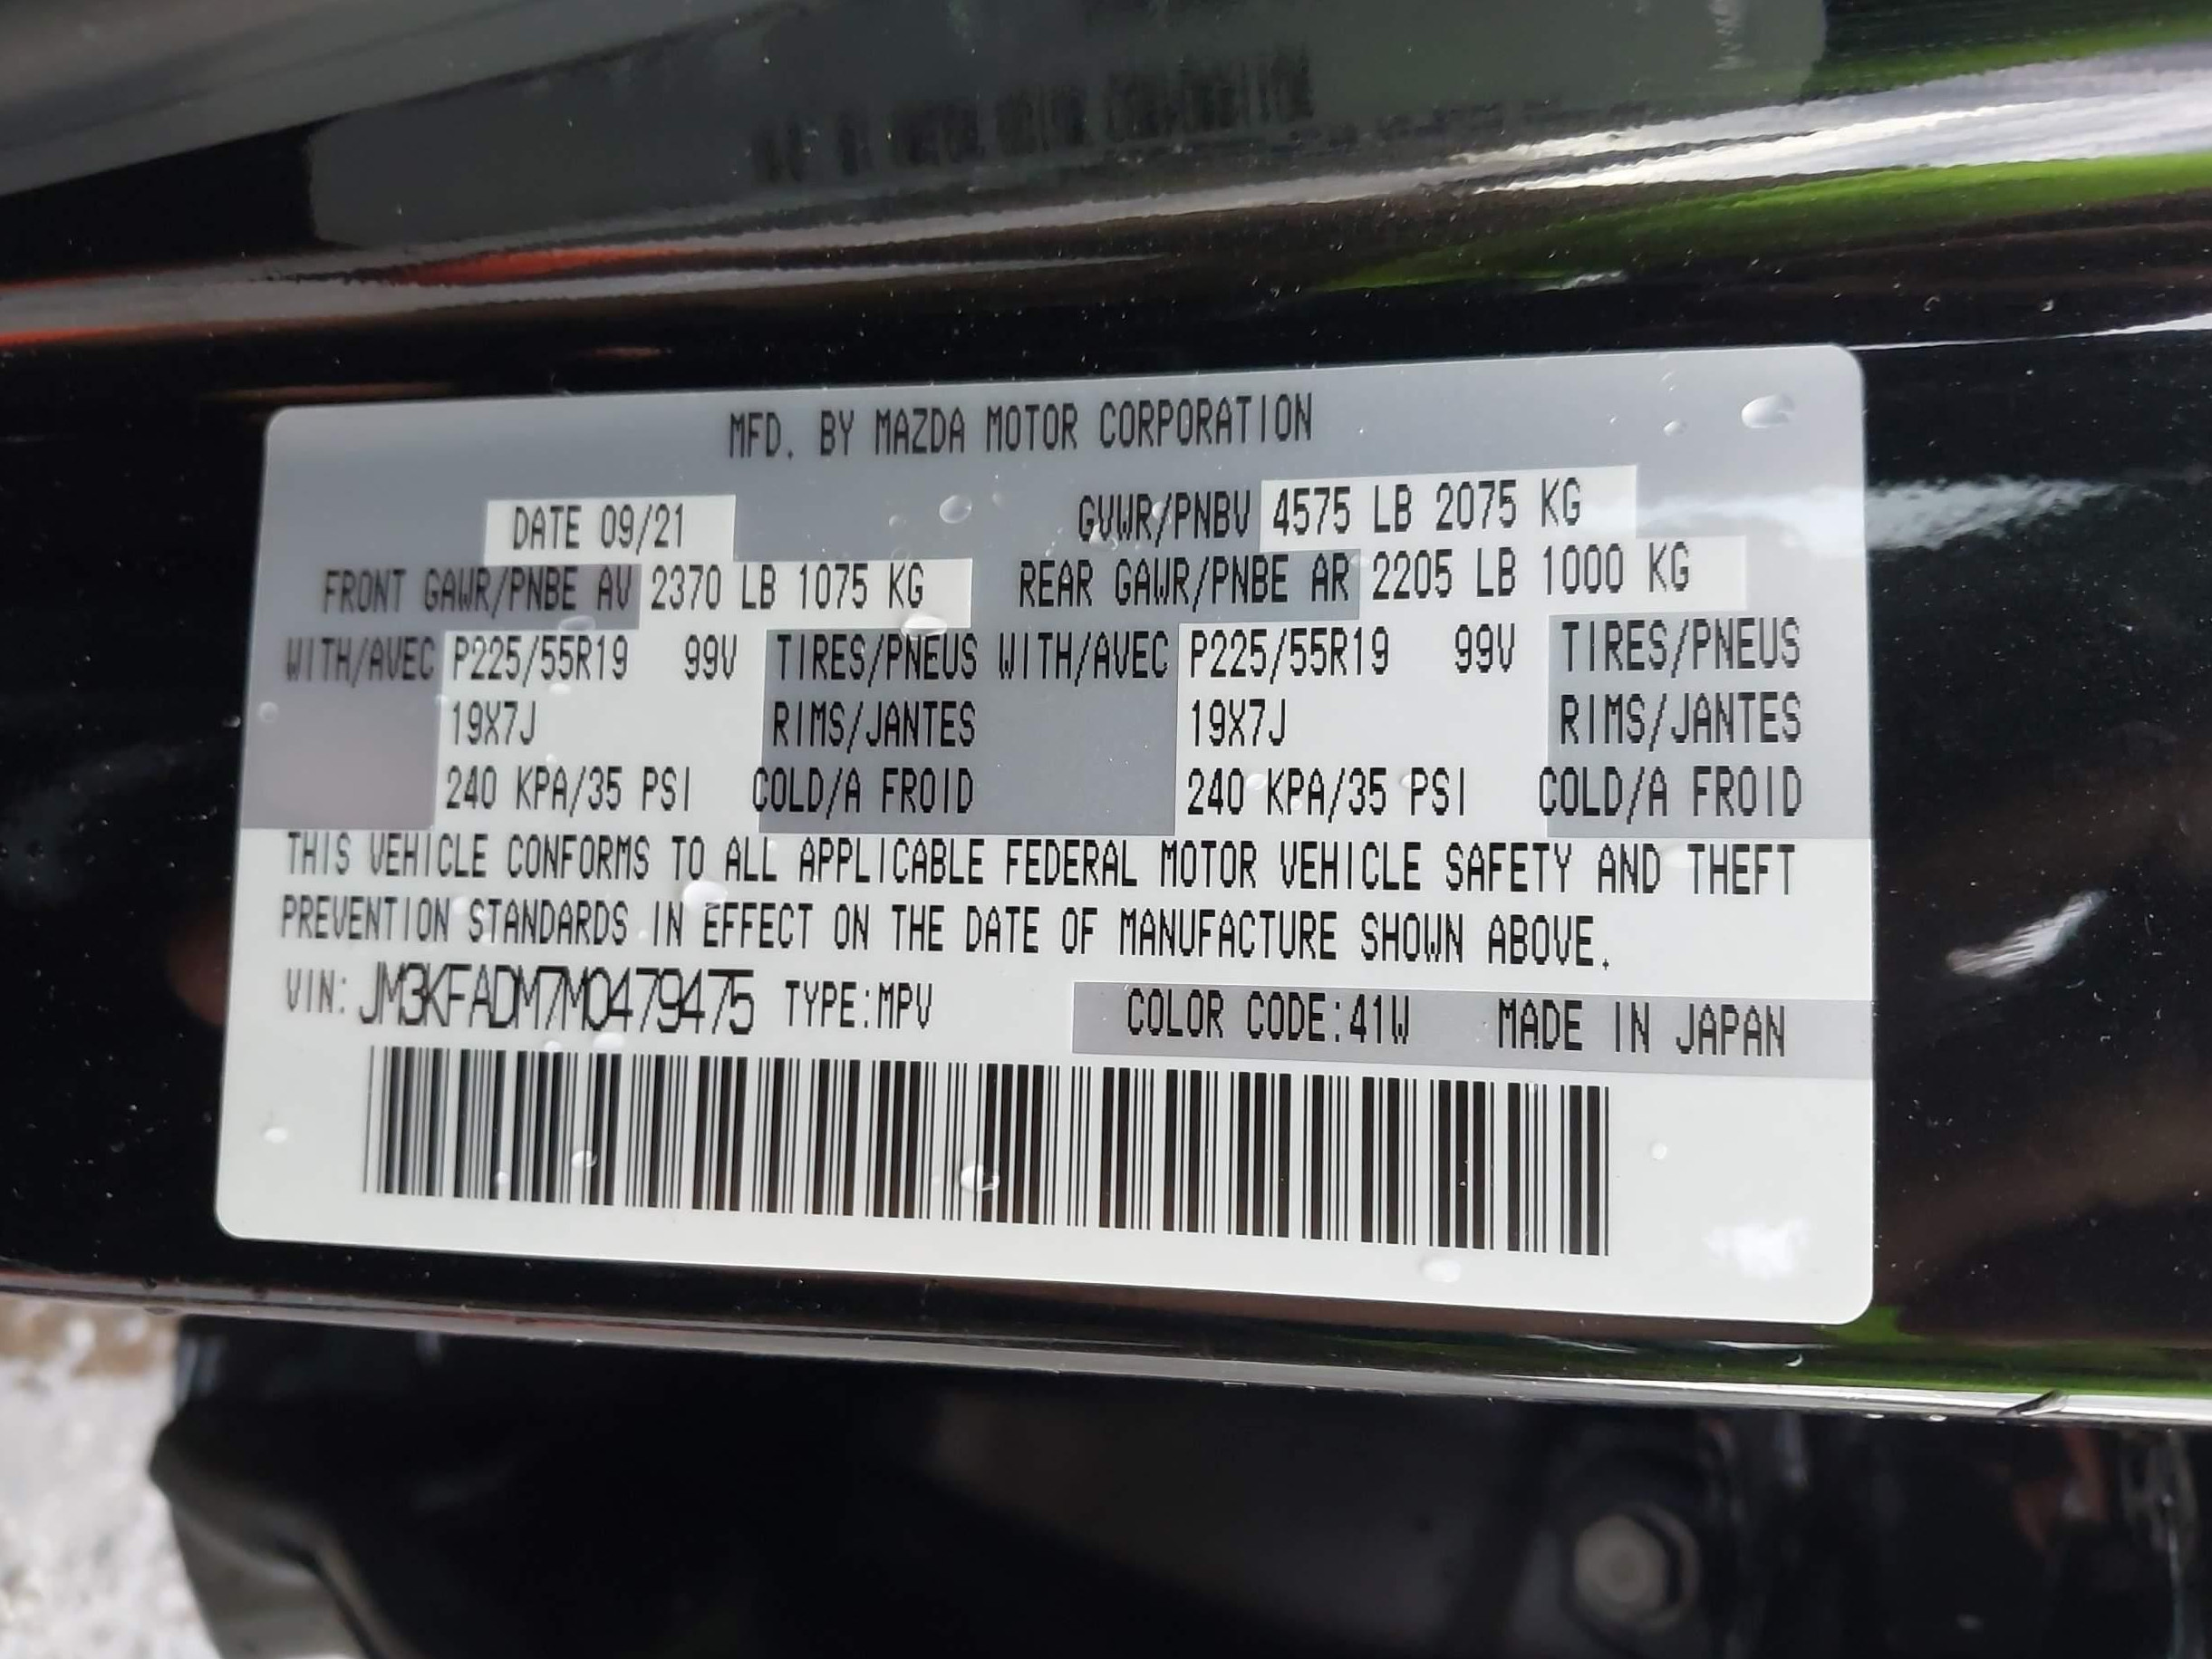 MFD. BY MAZDA MOTOR CORPORATION
DATE 09/21 GVWR/PNBV 4575 LB 2075 KG
FRONT GAWR/PNBE AV 2370 LB 1075 KG REAR GAWR/PNBE AR 2205 LB 1000 KG
WITH/AVEC P225/55R19 99V TIRES/PNEUS WITH/AVEC P225/55R19 99V TIRES/PNEUS
19X7J RIMS/JANTES 19X7J RIMS/JANTES
240 KPA/35 PSI COLD/A FROID 240 KPA/35 PSI COLD/A FROID
THIS VEHICLE CONFORMS TO ALL APPLICABLE FEDERAL MOTOR VEHICLE SAFETY AND THEFT
PREVENTION STANDARDS IN EFFECT ON THE DATE OF MANUFACTURE SHOWN ABOVE.
VIN: JM3KFADM7M0479475 TYPE:MPV COLOR CODE:41W MADE IN JAPAN